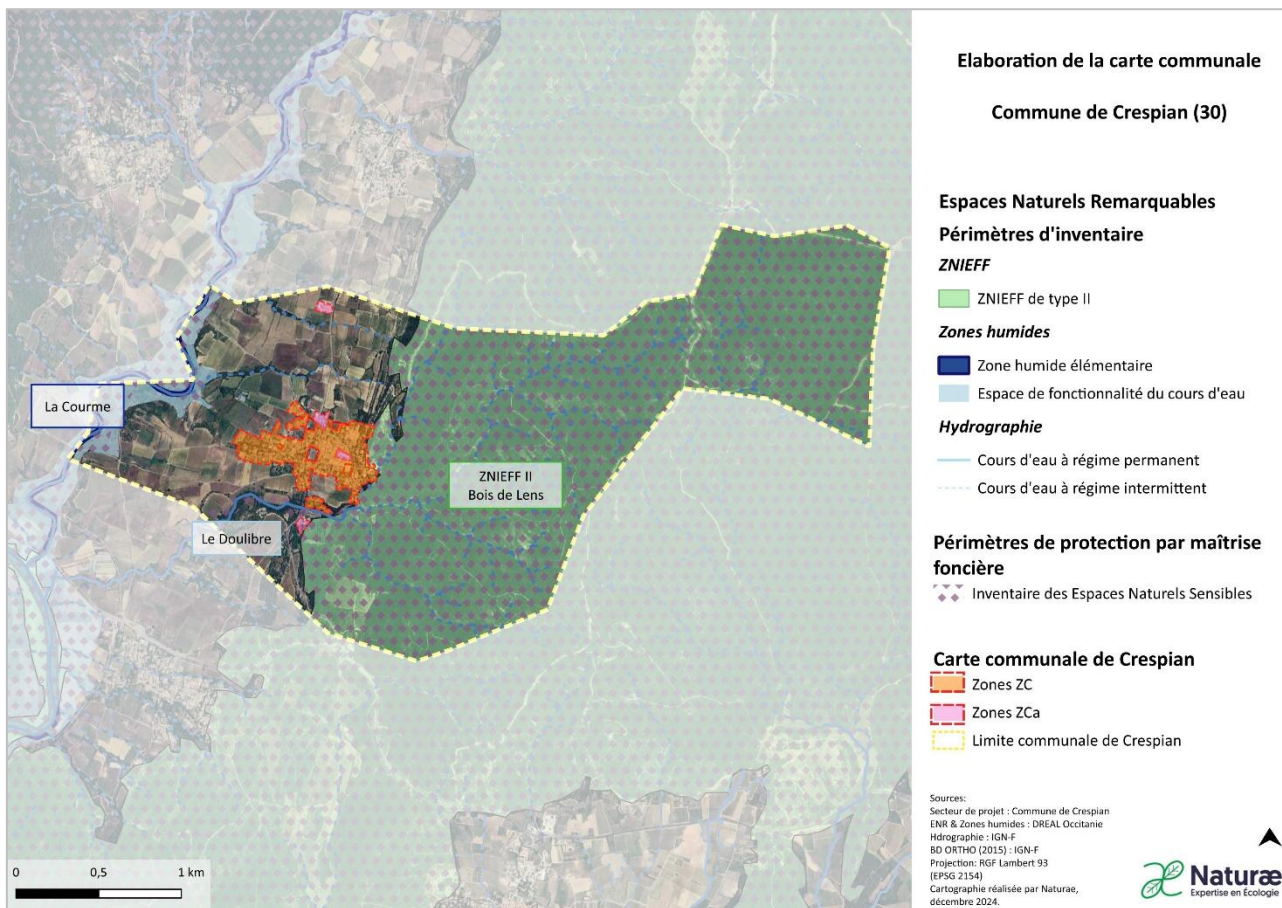 La Courme
Le Doulibre
ZNIEFF II
Bois de Lens
0
0,5
1 km
Elaboration de la carte communale
Commune de Crespian (30)
Espaces Naturels Remarquables
Périmètres d'inventaire
ZNIEFF
ZNIEFF de type II
Zones humides
Zone humide élémentaire
Espace de fonctionnalité du cours d'eau
Hydrographie
Cours d'eau à régime permanent
Cours d'eau à régime intermittent
Périmètres de protection par maîtrise
foncière
Inventaire des Espaces Naturels Sensibles
Carte communale de Crespian
Zones ZC
Zones ZCa
Limite communale de Crespian
Sources:
Secteur de projet : Commune de Crespian
ENR & Zones humides : DREAL Occitanie
Hdrographie : IGN-F
BD ORTHO (2015) : IGN-F
Projection: RGF Lambert 93
(EPSG 2154)
Cartographie réalisée par Naturae,
décembre 2024.
Naturæ
Expertise en Écologie